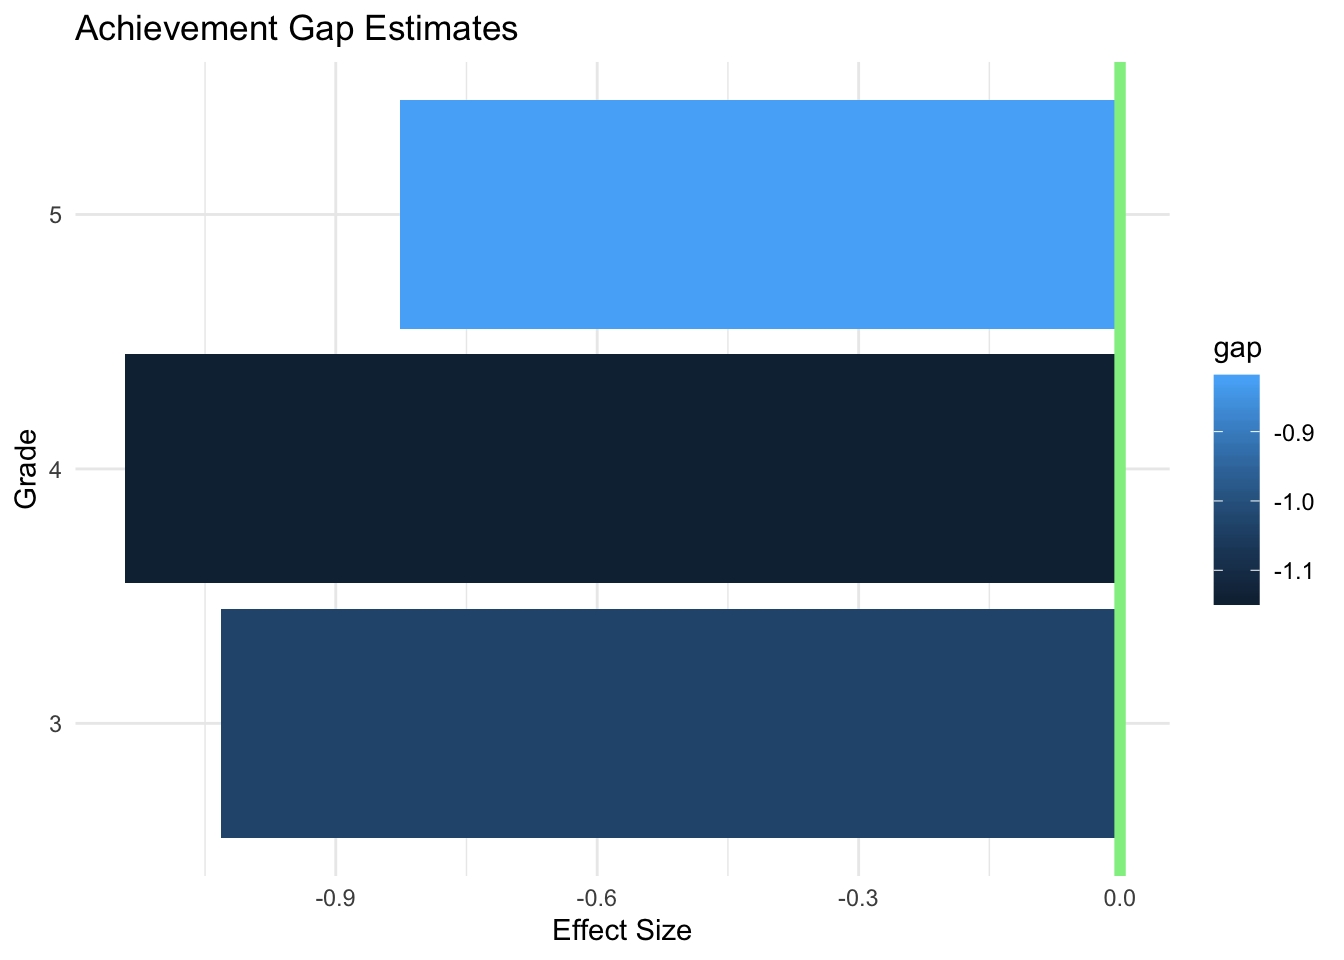 Achievement Gap Estimates
5
4
3
Grade
-0.9
-0.6
-0.3
0.0
Effect Size
gap
-0.9
-1.0
-1.1